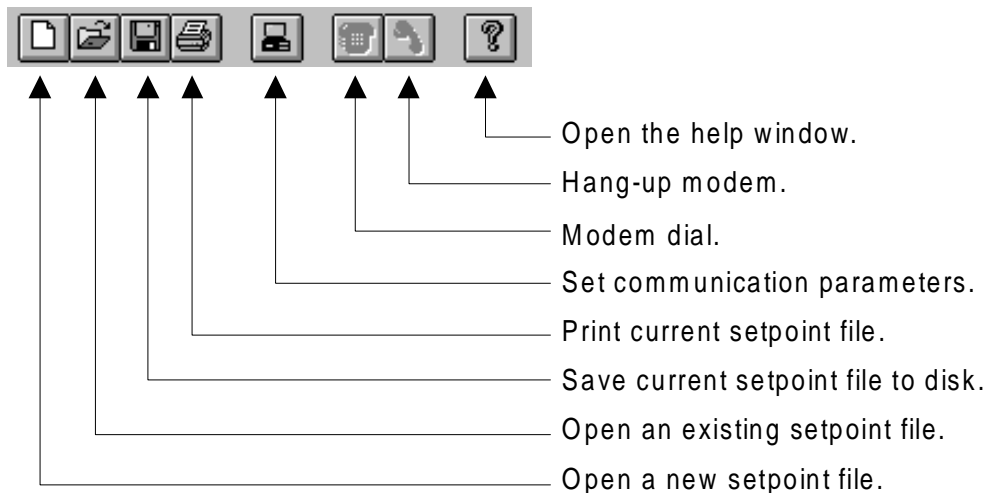 Open the help window.
Hang-up modem.
Modem dial.
Set communication parameters.
Print current setpoint file.
Save current setpoint file to disk.
Open an existing setpoint file.
Open a new setpoint file.